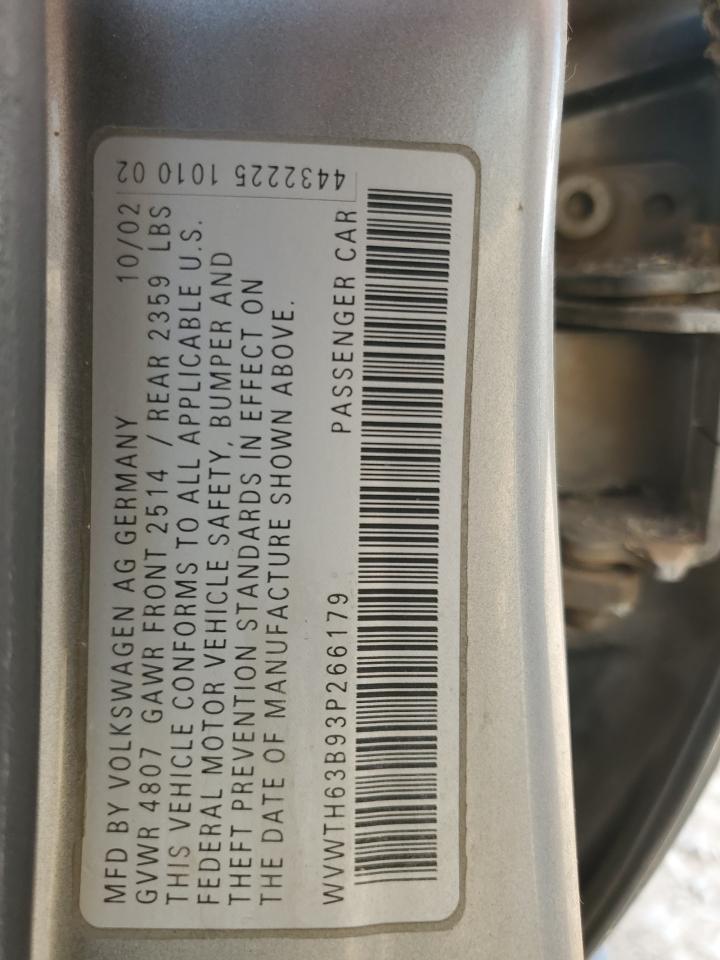 MFD BY VOLKSWAGEN AG GERMANY 10/02
GVWR 4807 GAWR FRONT 2514 / REAR 2359 LBS
THIS VEHICLE CONFORMS TO ALL APPLICABLE U.S.
FEDERAL MOTOR VEHICLE SAFETY, BUMPER AND
THEFT PREVENTION STANDARDS IN EFFECT ON
THE DATE OF MANUFACTURE SHOWN ABOVE.
WVWTH63B93P266179 PASSENGER CAR
4432225 1010 02